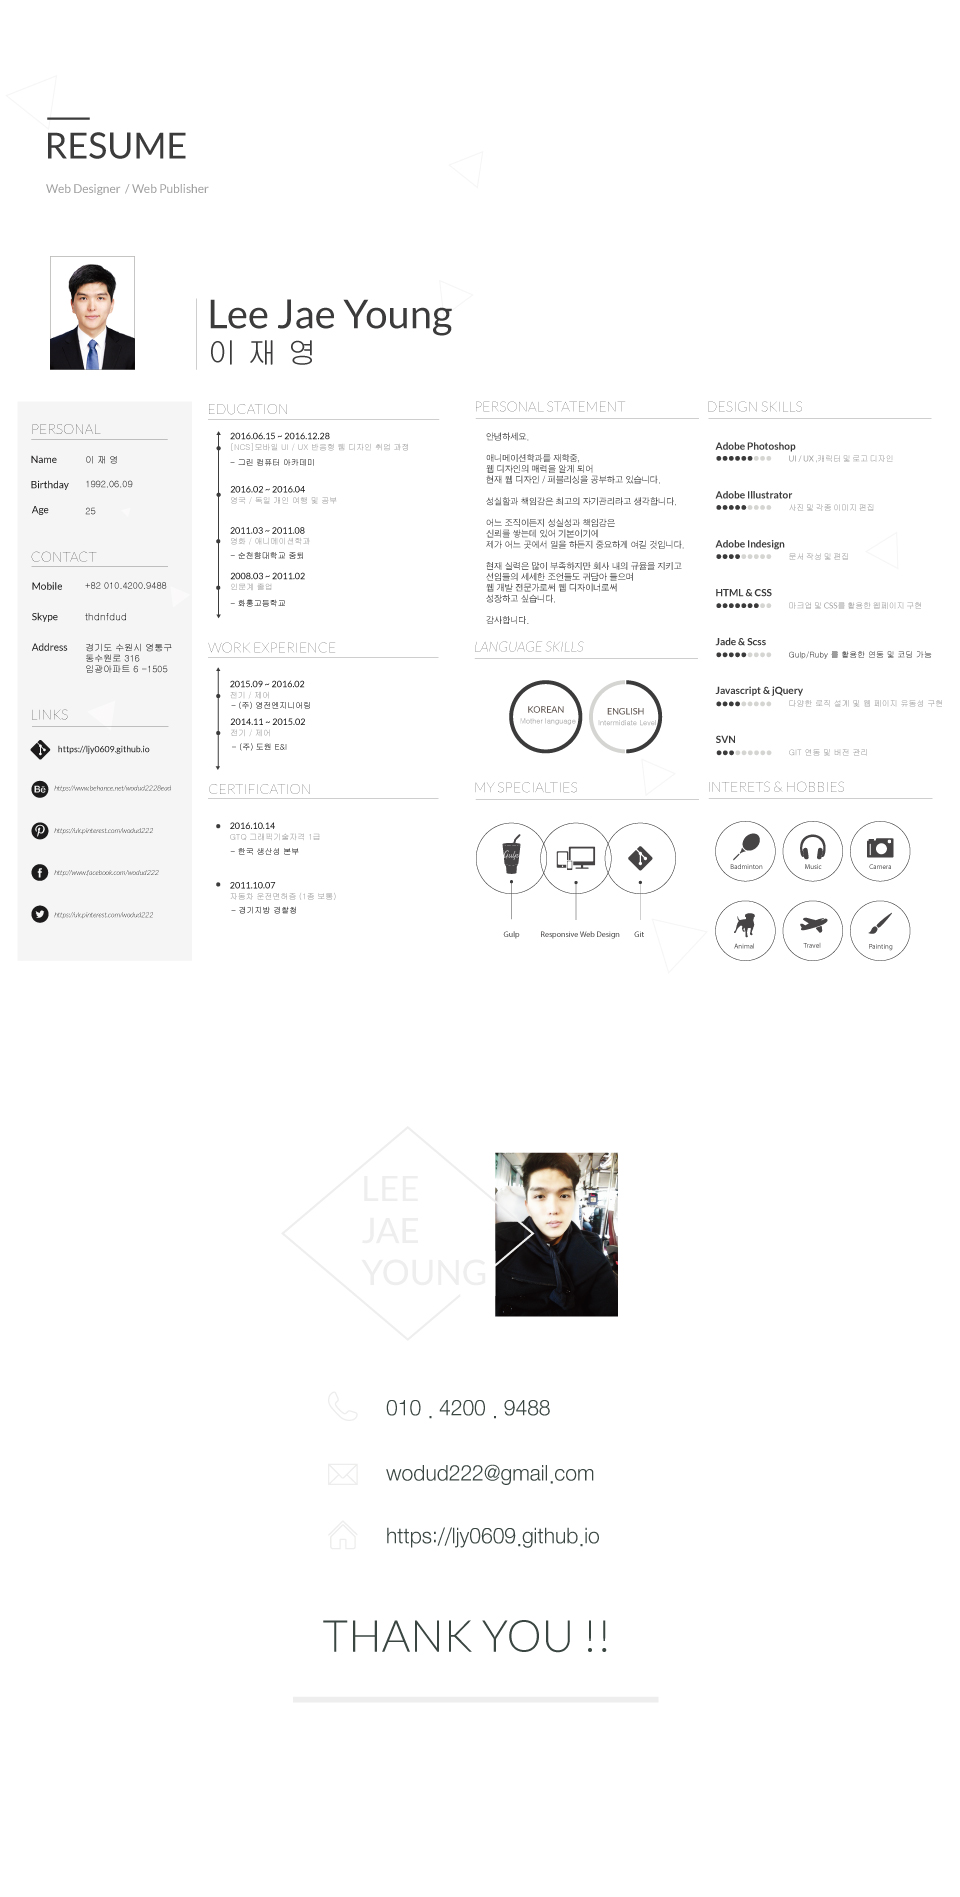 RESUME
Web Designer / Web Publisher
Lee Jae Young
이 재 영
PERSONAL
Name 이 재 영
Birthday 1992.06.09
Age 25
CONTACT
Mobile +82 010.4200.9488
Skype thdnfdud
Address 경기도 수원시 영통구
동수원로 316
임광아파트 6 -1505
LINKS
https://ljy0609.github.io
Bē https://www.behance.net/wodud2228ead
https://uk.pinterest.com/wodud222
http://www.facebook.com/wodud222
https://uk.pinterest.com/wodud222
EDUCATION
2016.06.15 ~ 2016.12.28
[NCS]모바일 UI / UX 반응형 웹 디자인 취업 과정
- 그린 컴퓨터 아카데미
2016.02 ~ 2016.04
영국 / 독일 개인 여행 및 공부
2011.03 ~ 2011.08
영화 / 애니메이션학과
- 순천향대학교 중퇴
2008.03 ~ 2011.02
인문계 졸업
- 화홍고등학교
WORK EXPERIENCE
2015.09 ~ 2016.02
전기 / 제어
- (주) 영전엔지니어링
2014.11 ~ 2015.02
전기 / 제어
- (주) 도원 E&I
CERTIFICATION
2016.10.14
GTQ 그래픽기술자격 1급
- 한국 생산성 본부
2011.10.07
자동차 운전면허증 (1종 보통)
- 경기지방 경찰청
PERSONAL STATEMENT
안녕하세요.
애니메이션학과를 재학중,
웹 디자인의 매력을 알게 되어
현재 웹 디자인 / 퍼블리싱을 공부하고 있습니다.
성실함과 책임감은 최고의 자기관리라고 생각합니다.
어느 조직이든지 성실성과 책임감은
신뢰를 쌓는데 있어 기본이기에
제가 어느 곳에서 일을 하든지 중요하게 여길 것입니다.
현재 실력은 많이 부족하지만 회사 내의 규율을 지키고
선임들의 세세한 조언들도 귀담아 들으며
웹 개발 전문가로써 웹 디자이너로써
성장하고 싶습니다.
감사합니다.
LANGUAGE SKILLS
KOREAN
Mother language
ENGLISH
Intermidiate Level
MY SPECIALTIES
Gulp
Gulp
Responsive Web Design
Git
DESIGN SKILLS
Adobe Photoshop
UI / UX ,캐릭터 및 로고 디자인
Adobe Illustrator
사진 및 각종 이미지 편집
Adobe Indesign
문서 작성 및 편집
HTML & CSS
마크업 및 CSS를 활용한 웹페이지 구현
Jade & Scss
Gulp/Ruby 를 활용한 연동 및 코딩 가능
Javascript & jQuery
다양한 로직 설계 및 웹 페이지 유동성 구현
SVN
GIT 연동 및 버전 관리
INTERETS & HOBBIES
Badminton
Music
Camera
Animal
Travel
Painting
LEE
JAE
YOUNG
010 . 4200 . 9488
wodud222@gmail.com
https://ljy0609.github.io
THANK YOU !!